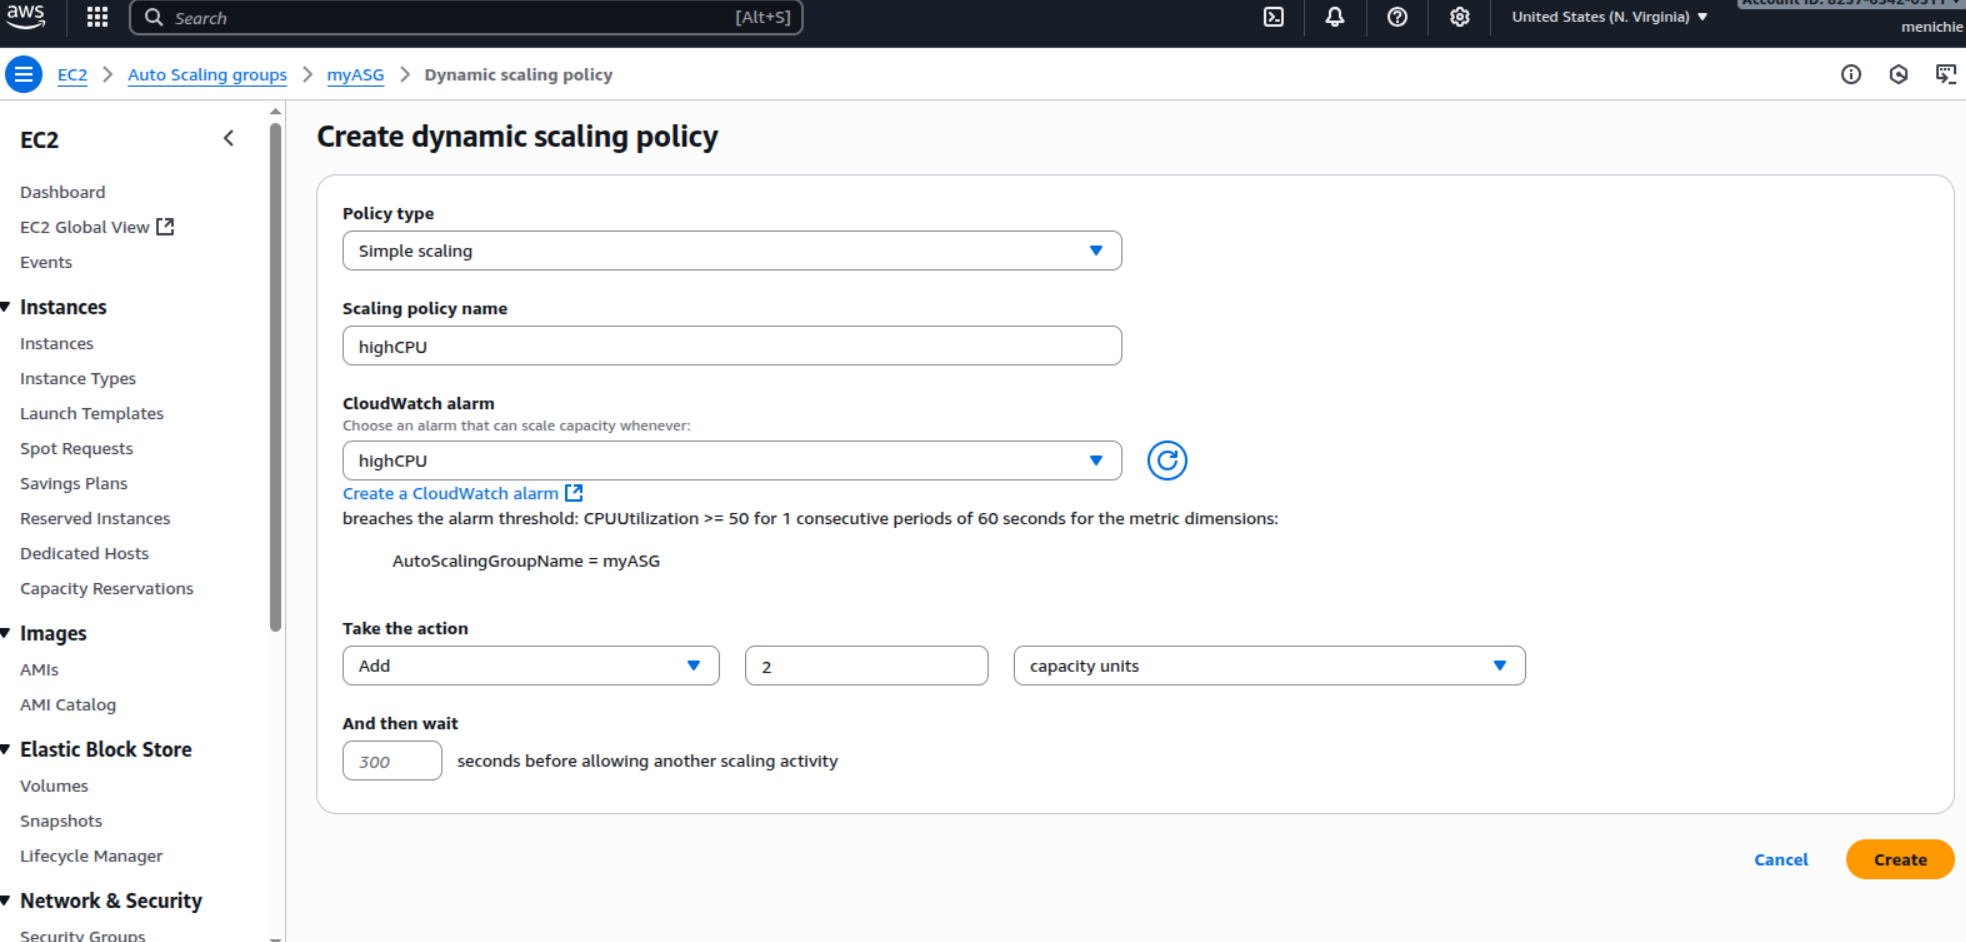 aws
Search
[Alt+S]
United States (N. Virginia)
menichie
EC2
Auto Scaling groups
myASG
Dynamic scaling policy
EC2
Dashboard
EC2 Global View
Events
Instances
Instances
Instance Types
Launch Templates
Spot Requests
Savings Plans
Reserved Instances
Dedicated Hosts
Capacity Reservations
Images
AMIs
AMI Catalog
Elastic Block Store
Volumes
Snapshots
Lifecycle Manager
Network & Security
Security Groups
Create dynamic scaling policy
Policy type
Simple scaling
Scaling policy name
highCPU
CloudWatch alarm
Choose an alarm that can scale capacity whenever:
highCPU
Create a CloudWatch alarm
breaches the alarm threshold: CPUUtilization >= 50 for 1 consecutive periods of 60 seconds for the metric dimensions:
AutoScalingGroupName = myASG
Take the action
Add
2
capacity units
And then wait
300
seconds before allowing another scaling activity
Cancel
Create